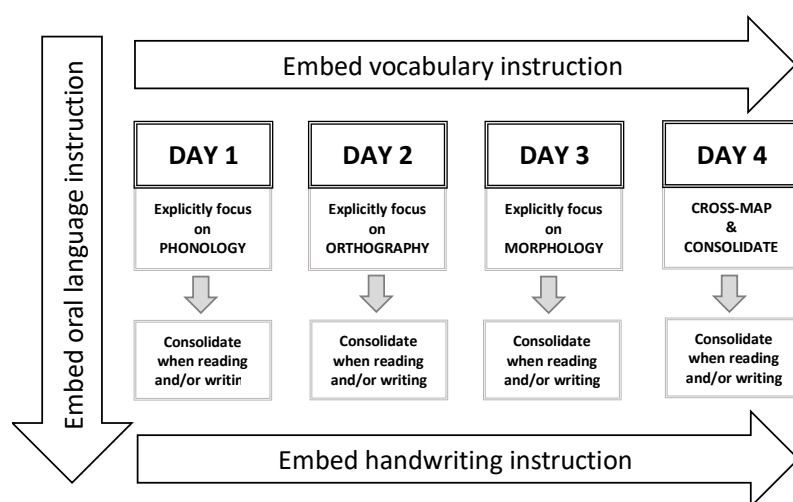 Embed vocabulary instruction
Embed oral language instruction
DAY 1
Explicitly focus
on
PHONOLOGY
Consolidate
when reading
and/or writin
DAY 2
Explicitly focus
on
ORTHOGRAPHY
Consolidate
when reading
and/or writing
DAY 3
Explicitly focus
on
MORPHOLOGY
Consolidate
when reading
and/or writing
DAY 4
CROSS-MAP
&
CONSOLIDATE
Consolidate
when reading
and/or writing
Embed handwriting instruction